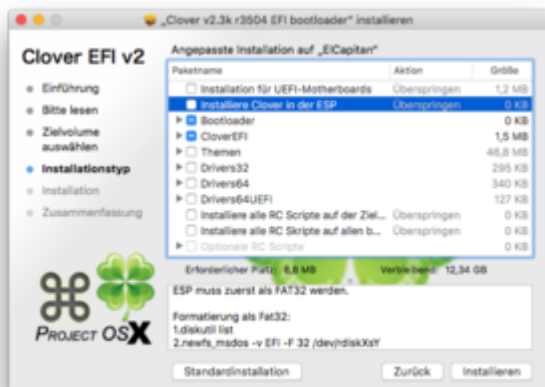 „Clover v2.3k r3504 EFI bootloader" installieren
Clover EFI v2
Einführung
Bitte lesen
Zielvolume
auswählen
Installationstyp
Installation
Zusammenfassung
PROJECT OSX
Angepasste Installation auf „ElCapitan"
Paketname Aktion Größe
Installation für UEFI-Motherboards Überspringen 1,2 MB
Installiere Clover in der ESP Überspringen 0 KB
Bootloader 0 KB
CloverEFI 1,5 MB
Themen 46,8 MB
Drivers32 295 KB
Drivers64 340 KB
Drivers64UEFI 127 KB
Installiere alle RC Scripte auf der Ziel... Überspringen 0 KB
Installiere alle RC Skripte auf allen b... Überspringen 0 KB
Optionale RC Scripte 0 KB
Erforderlicher Platz: 8,8 MB Verbleibend: 12,34 GB
ESP muss zuerst als FAT32 werden.
Formatierung als Fat32:
1.diskutil list
2.newfs_msdos -v EFI -F 32 /dev/rdiskXsY
Standardinstallation Zurück Installieren